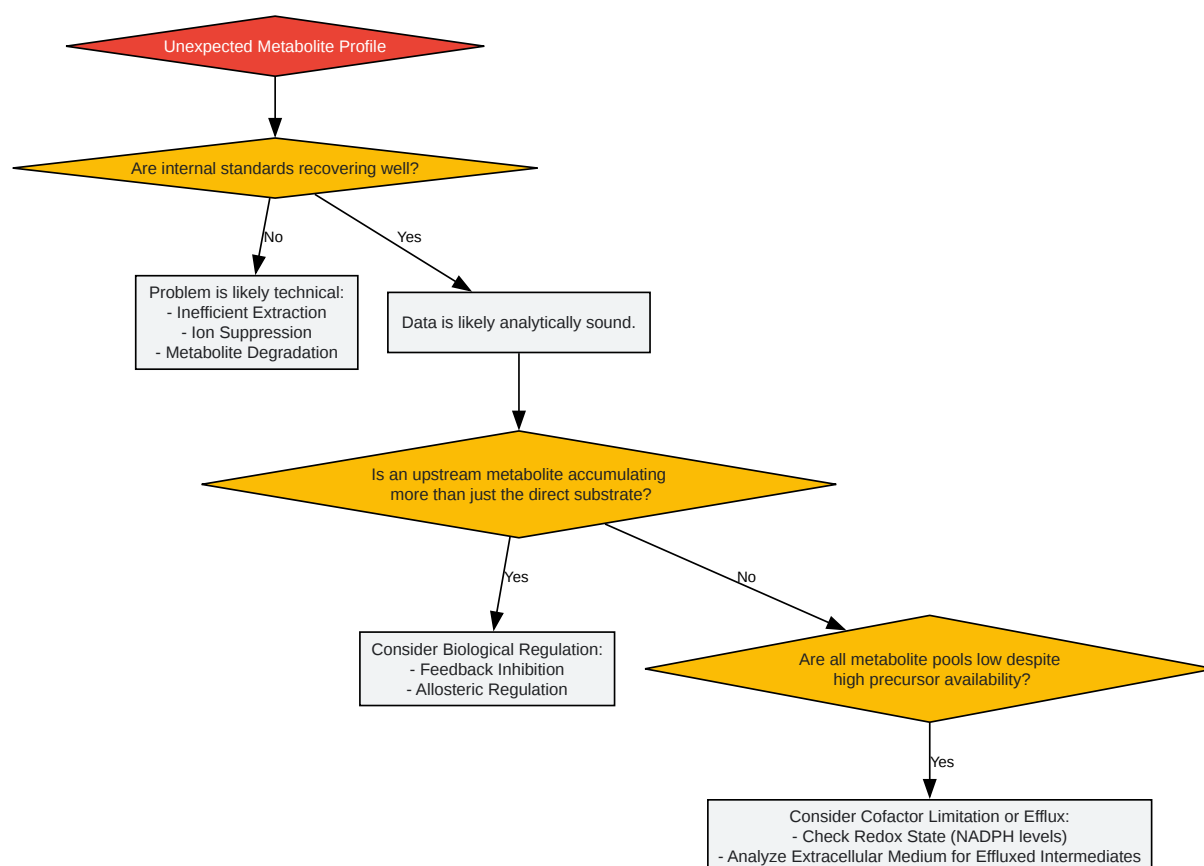 Unexpected Metabolite Profile
Are internal standards recovering well?
No
Yes
Problem is likely technical:
- Inefficient Extraction
- Ion Suppression
- Metabolite Degradation
Data is likely analytically sound.
Is an upstream metabolite accumulating
more than just the direct substrate?
Yes
No
Consider Biological Regulation:
- Feedback Inhibition
- Allosteric Regulation
Are all metabolite pools low despite
high precursor availability?
Yes
Consider Cofactor Limitation or Efflux:
- Check Redox State (NADPH levels)
- Analyze Extracellular Medium for Effluxed Intermediates